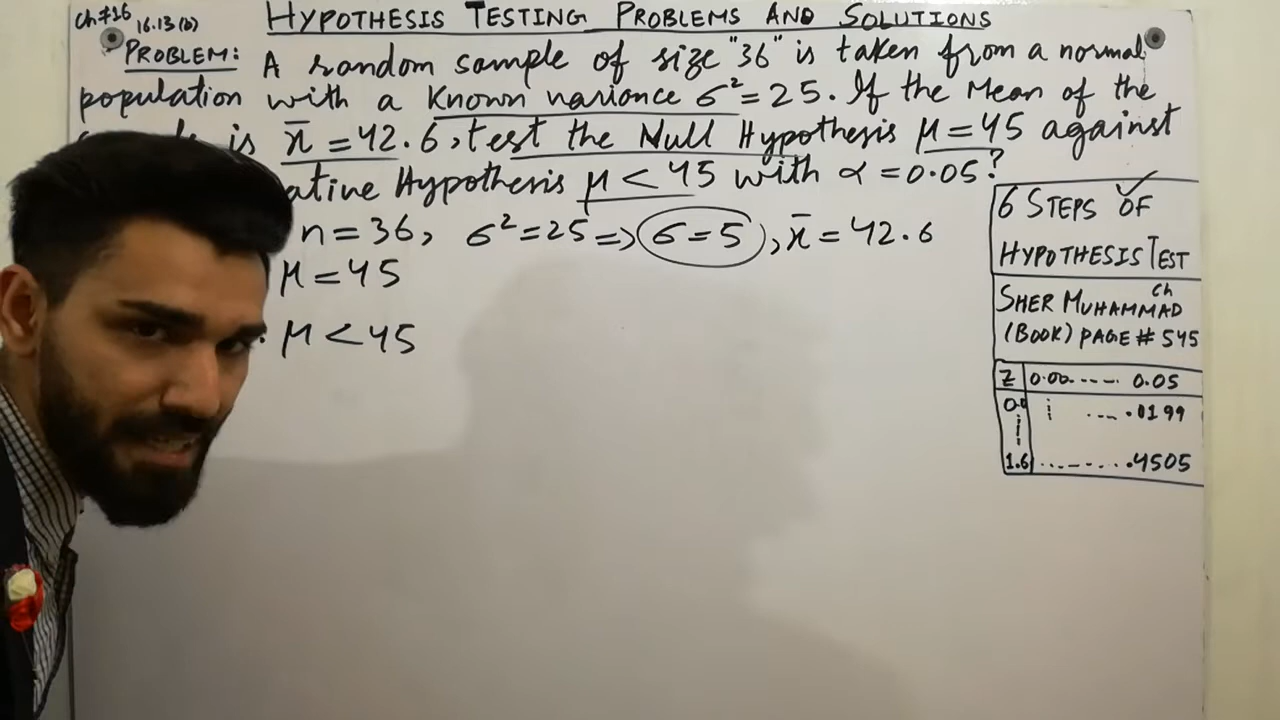 Ch#16
16.13(b)
HYPOTHESIS TESTING PROBLEMS AND SOLUTIONS
PROBLEM: A random sample of size "36" is taken from a normal
population with a known variance σ²=25. If the Mean of the
is x̄=42.6, test the Null Hypothesis μ=45 against
ative Hypothesis μ<45 with α=0.05?
n=36, σ²=25=>σ=5, x̄=42.6
μ=45
μ<45
6 STEPS OF
HYPOTHESIS TEST
SHER MUHAMMAD Ch
(BOOK) PAGE # 545
Z 0.00---- 0.05
0.0 .0199
1.6 ........4505